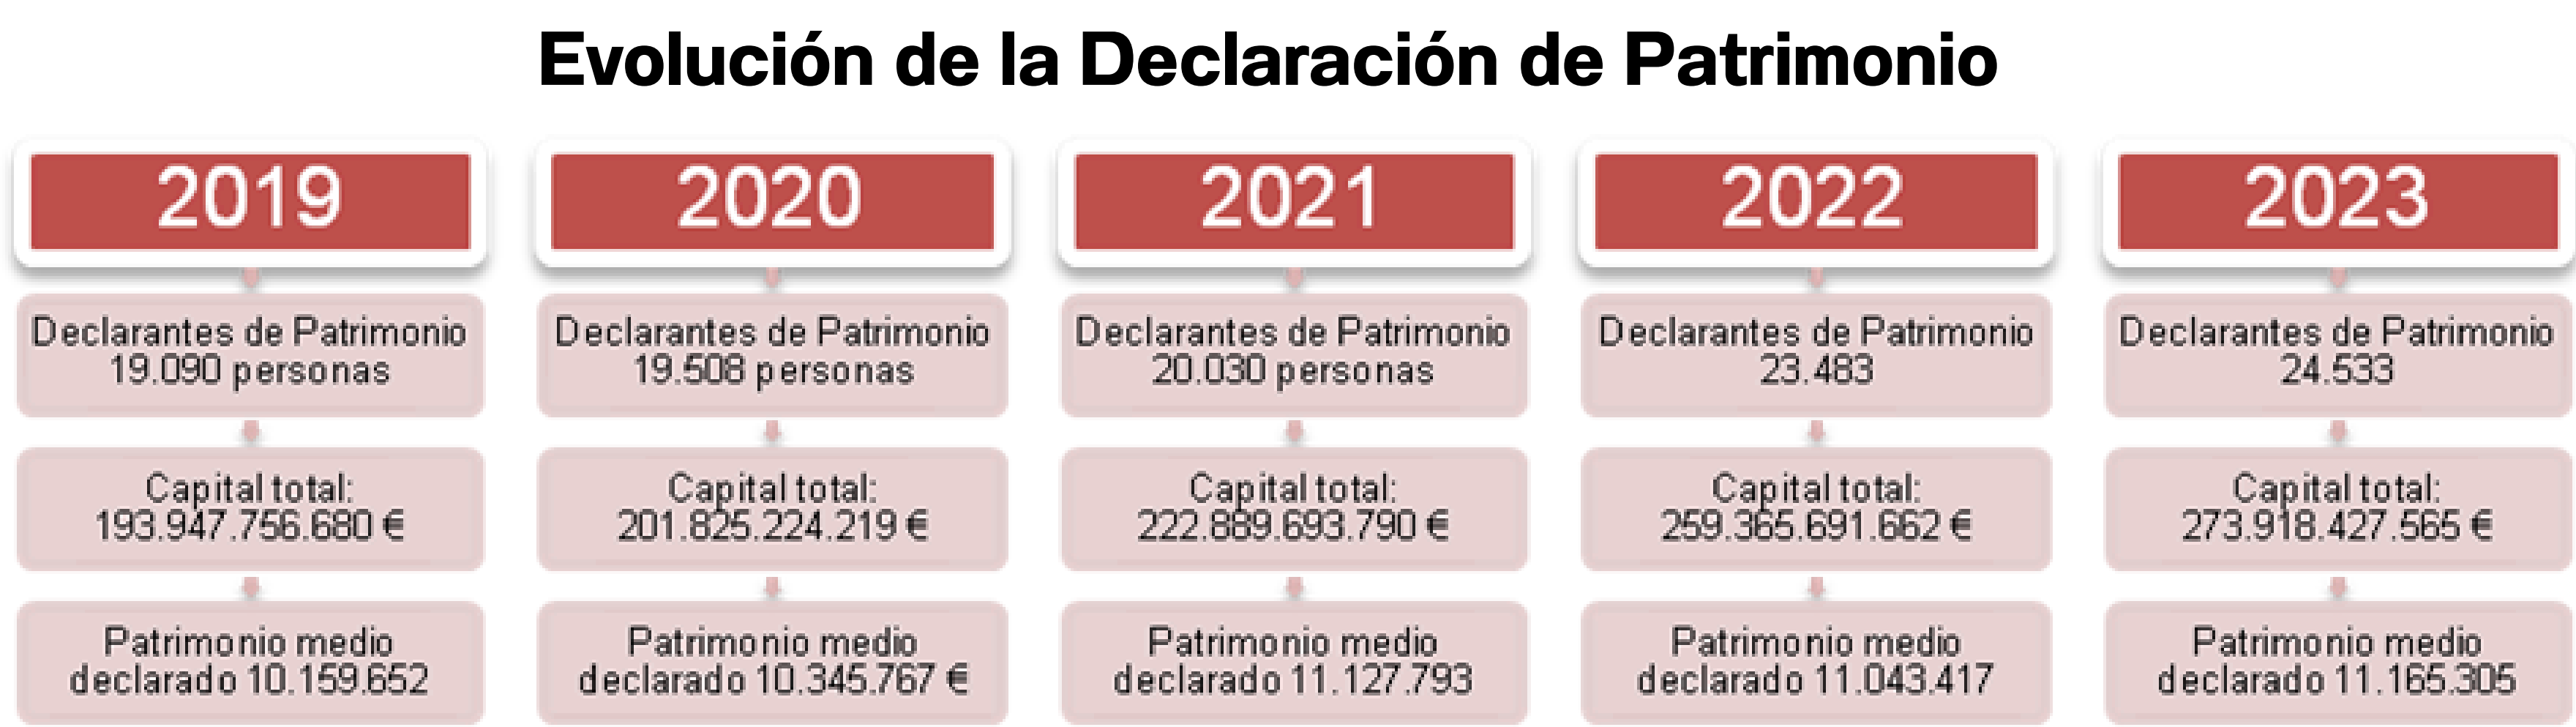 Evolución de la Declaración de Patrimonio
2019
Declarantes de Patrimonio
19.090 personas
Capital total:
193.947.756.680 €
Patrimonio medio
declarado 10.159.652
2020
Declarantes de Patrimonio
19.508 personas
Capital total:
201.825.224.219 €
Patrimonio medio
declarado 10.345.767 €
2021
Declarantes de Patrimonio
20.030 personas
Capital total:
222.889.693.790 €
Patrimonio medio
declarado 11.127.793
2022
Declarantes de Patrimonio
23.483
Capital total:
259.365.691.662 €
Patrimonio medio
declarado 11.043.417
2023
Declarantes de Patrimonio
24.533
Capital total:
273.918.427.565 €
Patrimonio medio
declarado 11.165.305